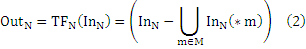 Out_N = TF_N(In_N) = (In_N − ⋃_{m∈M} In_N(∗ m)) (2)